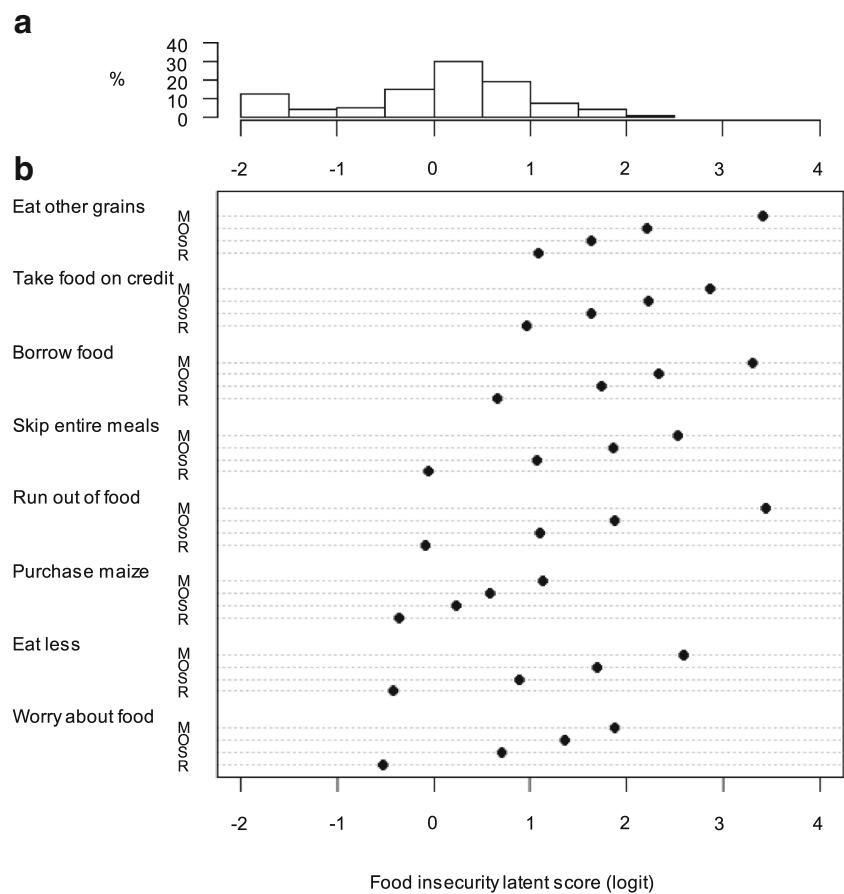 a
%
40
30
20
10
0
-2 -1 0 1 2 3 4
b
Eat other grains
M
O
S
R
Take food on credit
M
O
S
R
Borrow food
M
O
S
R
Skip entire meals
M
O
S
R
Run out of food
M
O
S
R
Purchase maize
M
O
S
R
Eat less
M
O
S
R
Worry about food
M
O
S
R
-2 -1 0 1 2 3 4
Food insecurity latent score (logit)